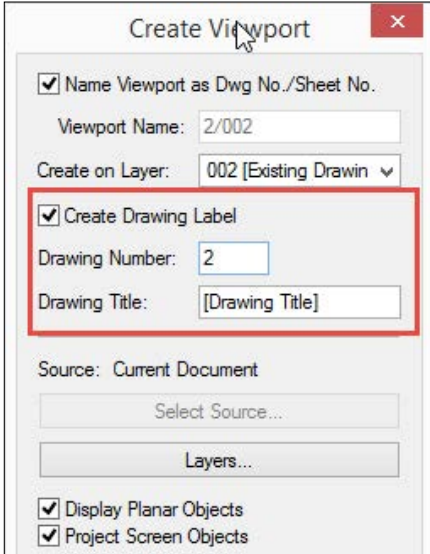 Create Viewport
Name Viewport as Dwg No./Sheet No.
Viewport Name: 2/002
Create on Layer: 002 [Existing Drawin
Create Drawing Label
Drawing Number: 2
Drawing Title: [Drawing Title]
Source: Current Document
Select Source...
Layers...
Display Planar Objects
Project Screen Objects